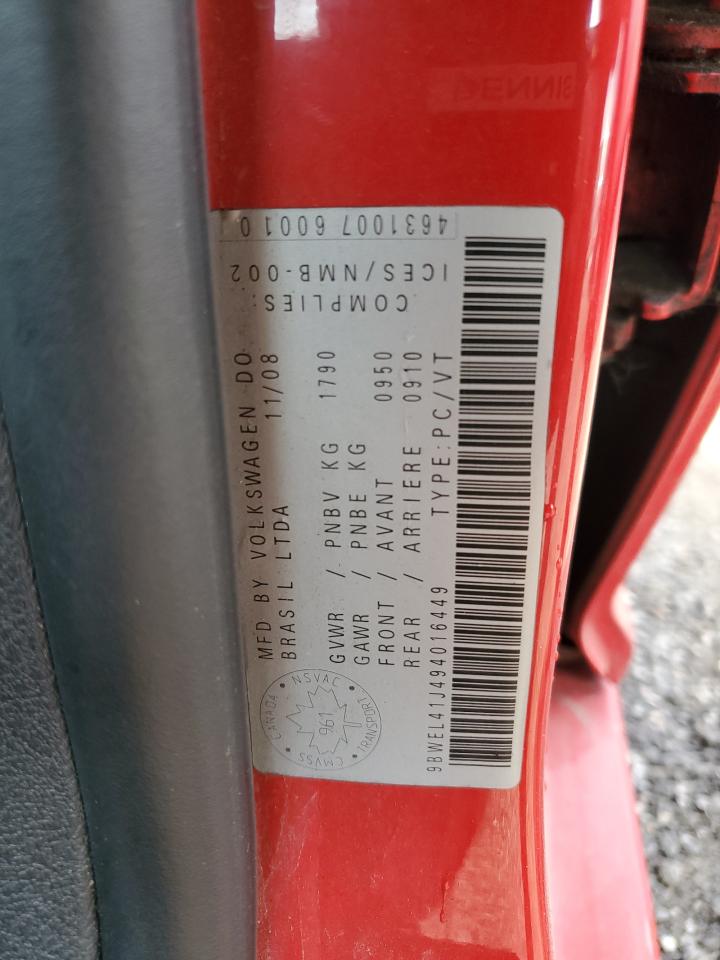 MFD BY VOLKSWAGEN DO
BRASIL LTDA 11/08
GVWR / PNBV KG 1790
GAWR / PNBE KG
FRONT / AVANT 0950
REAR / ARRIERE 0910
TYPE:PC/VT
9BWEL41J494016449
COMPLIES:
ICES/NMB-002
4631007 6001 0
CANADA
NSVAC
TRANSPORT
CMVSS
961
DENNIS